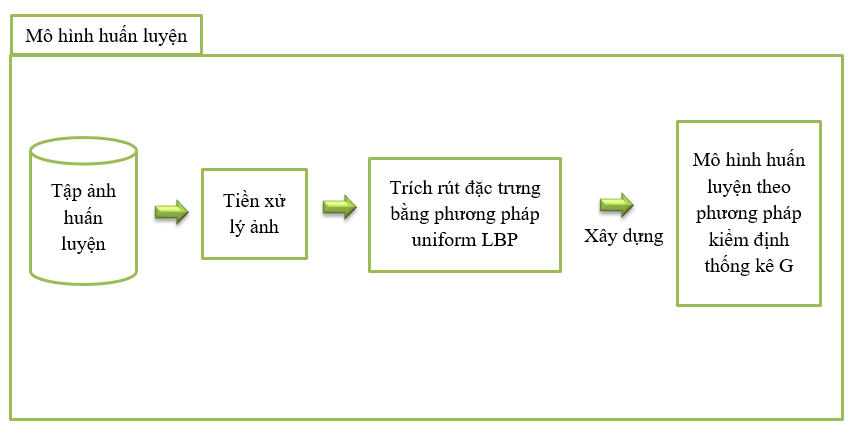 Mô hình huấn luyện
Tập ảnh
huấn
luyện
Tiền xử
lý ảnh
Trích rút đặc trưng
bằng phương pháp
uniform LBP
Xây dựng
Mô hình huấn
luyện theo
phương pháp
kiểm định
thống kê G